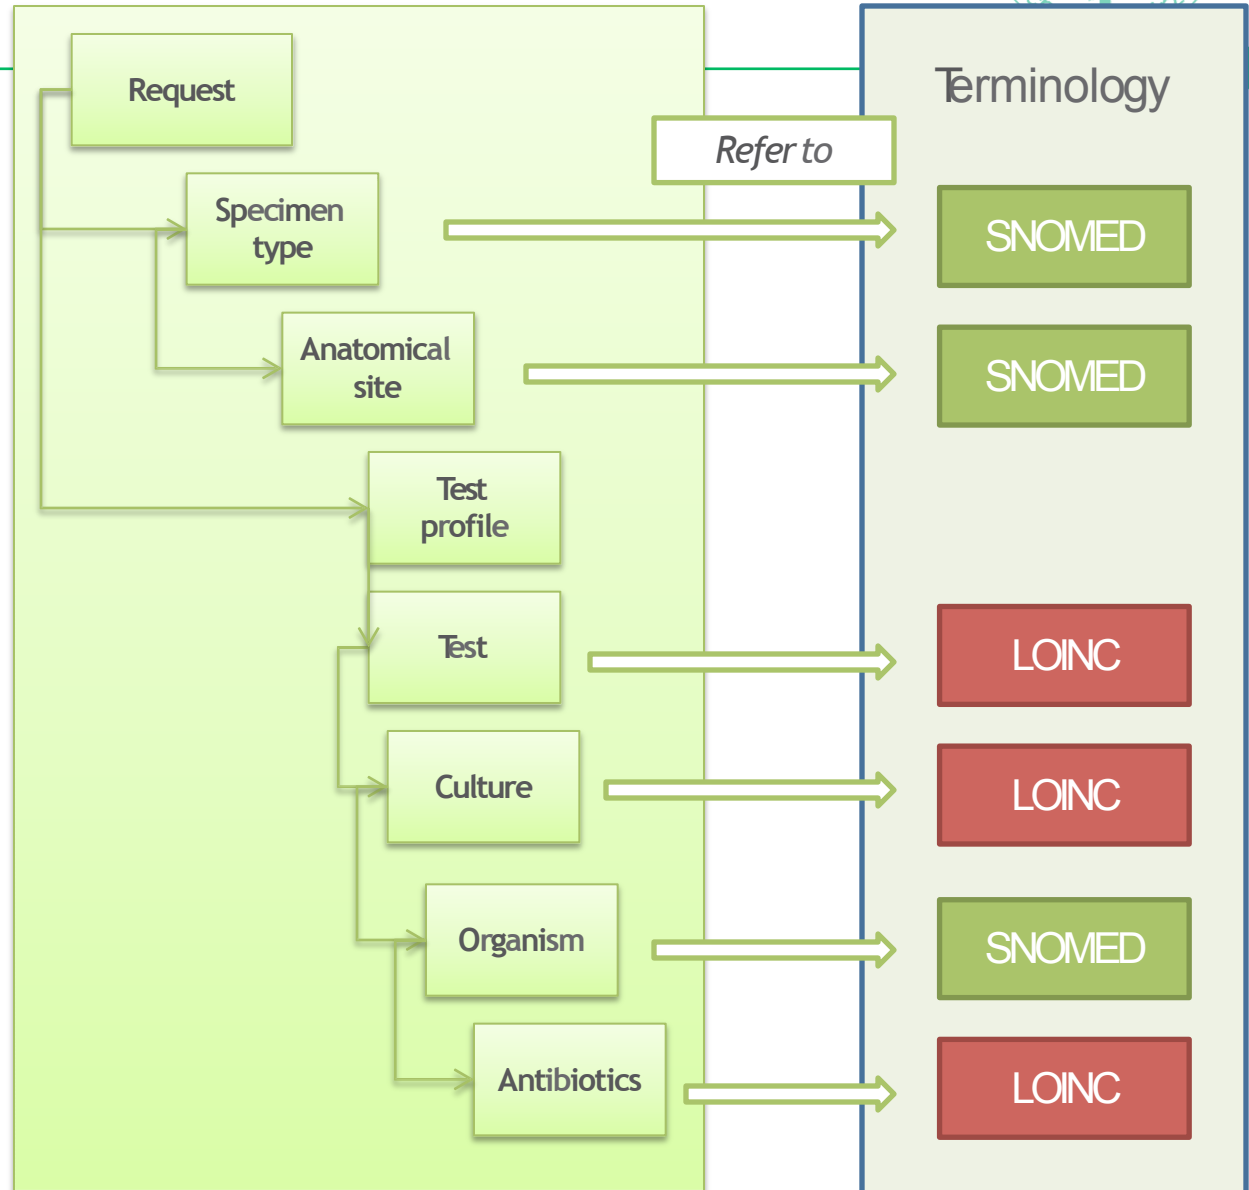 Request
Terminology
Refer to
Specimen
type
SNOMED
Anatomical
site
SNOMED
Test
profile
Test
LOINC
Culture
LOINC
Organism
SNOMED
Antibiotics
LOINC